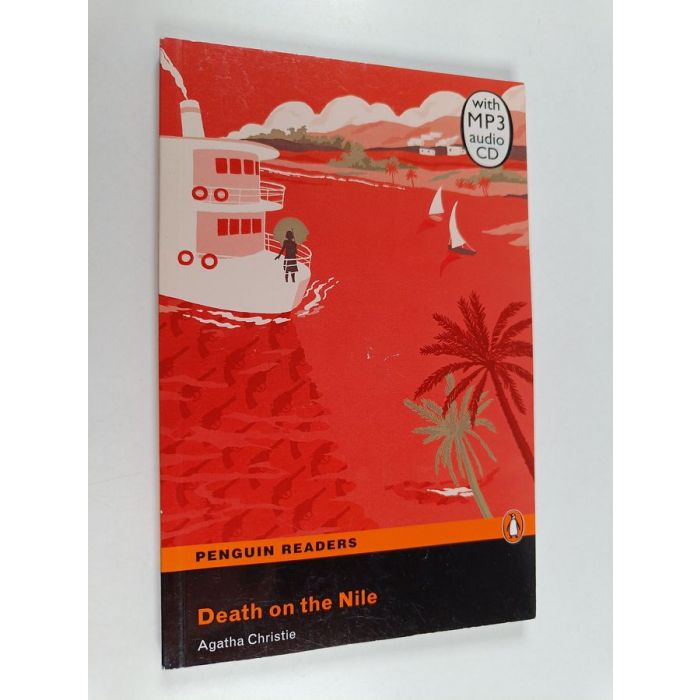 with
MP3
audio
CD
PENGUIN READERS
Death on the Nile
Agatha Christie